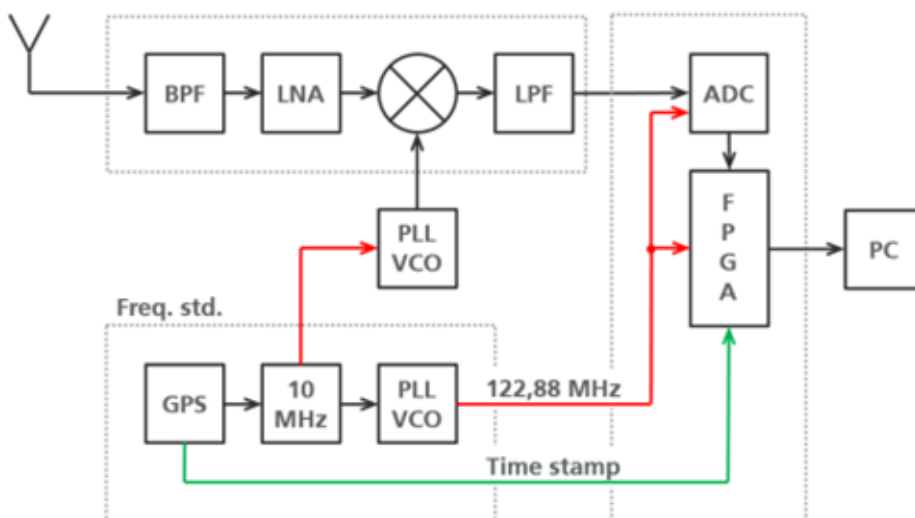 BPF
LNA
LPF
ADC
F
P
G
A
PC
PLL
VCO
Freq. std.
GPS
10
MHz
PLL
VCO
122,88 MHz
Time stamp